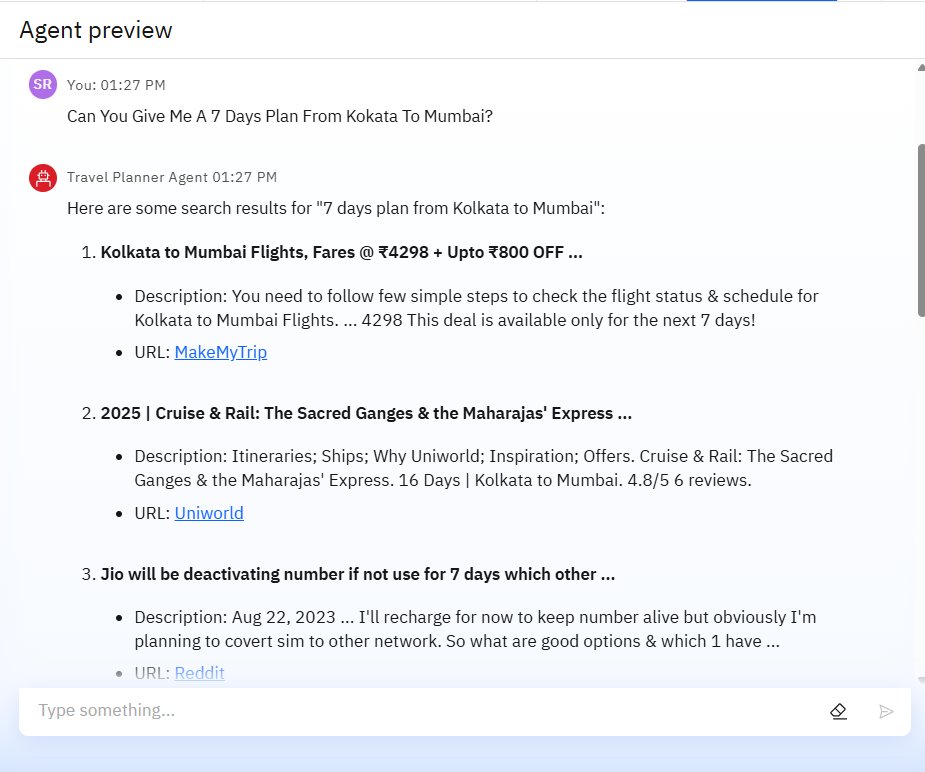 Agent preview
SR You: 01:27 PM
Can You Give Me A 7 Days Plan From Kokata To Mumbai?
Travel Planner Agent 01:27 PM
Here are some search results for "7 days plan from Kolkata to Mumbai":
1. Kolkata to Mumbai Flights, Fares @ ₹4298 + Upto ₹800 OFF ...
• Description: You need to follow few simple steps to check the flight status & schedule for
Kolkata to Mumbai Flights. ... 4298 This deal is available only for the next 7 days!
• URL: MakeMyTrip
2. 2025 | Cruise & Rail: The Sacred Ganges & the Maharajas' Express ...
• Description: Itineraries; Ships; Why Uniworld; Inspiration; Offers. Cruise & Rail: The Sacred
Ganges & the Maharajas' Express. 16 Days | Kolkata to Mumbai. 4.8/5 6 reviews.
• URL: Uniworld
3. Jio will be deactivating number if not use for 7 days which other ...
• Description: Aug 22, 2023 ... I'll recharge for now to keep number alive but obviously I'm
planning to covert sim to other network. So what are good options & which 1 have ...
• URL: Reddit
Type something...